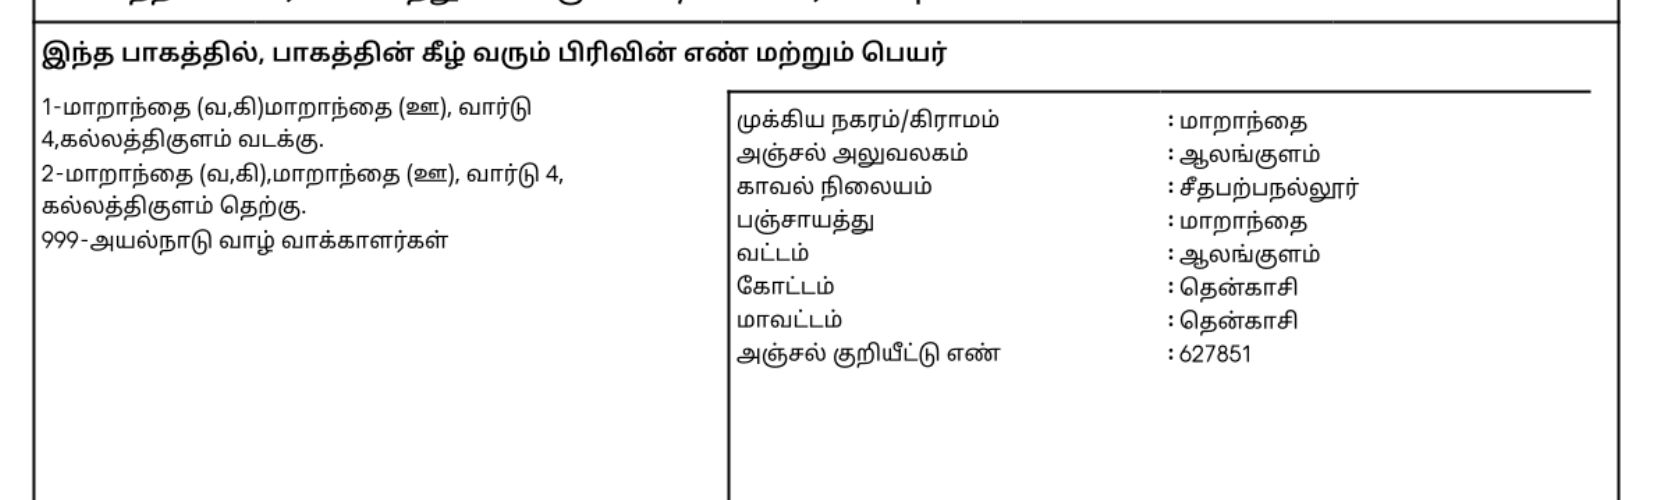 இந்த பாகத்தில், பாகத்தின் கீழ் வரும் பிரிவின் எண் மற்றும் பெயர்
1-மாறாந்தை (வ,கி)மாறாந்தை (ஊ), வார்டு
4,கல்லத்திகுளம் வடக்கு.
2-மாறாந்தை (வ,கி),மாறாந்தை (ஊ), வார்டு 4,
கல்லத்திகுளம் தெற்கு.
999-அயல்நாடு வாழ் வாக்காளர்கள்
முக்கிய நகரம்/கிராமம் : மாறாந்தை
அஞ்சல் அலுவலகம் : ஆலங்குளம்
காவல் நிலையம் : சீதபற்பநல்லூர்
பஞ்சாயத்து : மாறாந்தை
வட்டம் : ஆலங்குளம்
கோட்டம் : தென்காசி
மாவட்டம் : தென்காசி
அஞ்சல் குறியீட்டு எண் : 627851